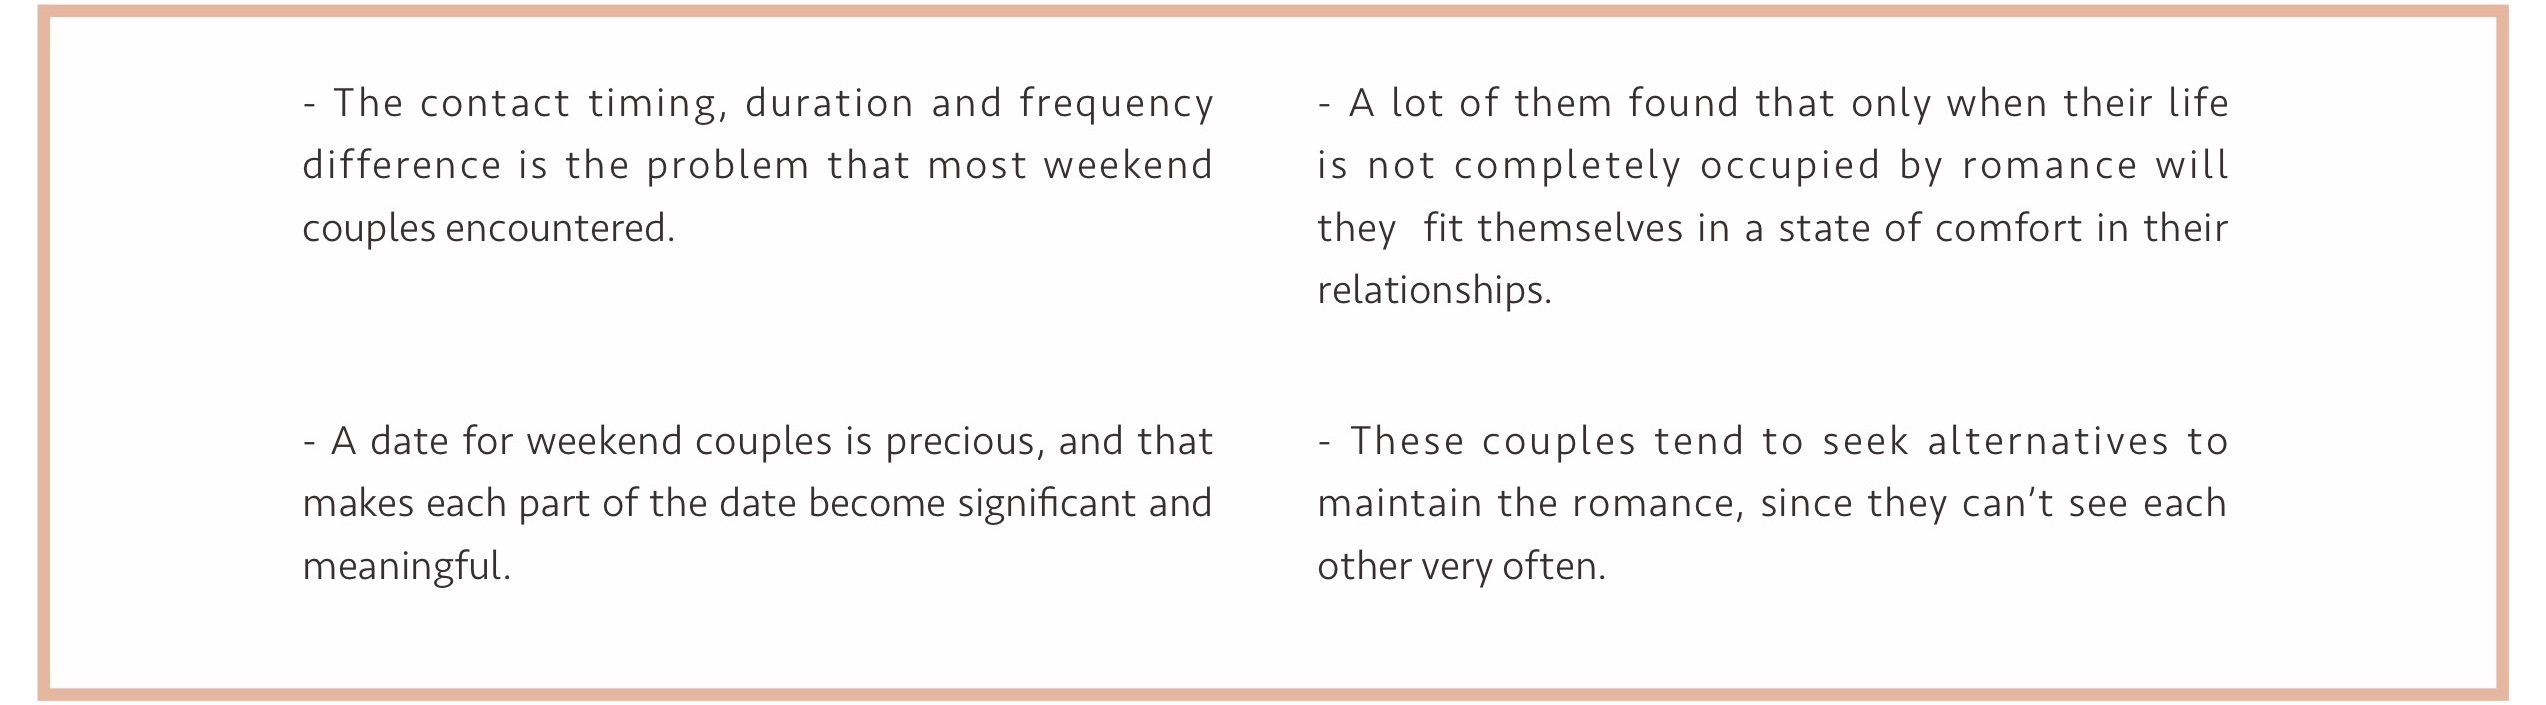 - The contact timing, duration and frequency
difference is the problem that most weekend
couples encountered.
- A lot of them found that only when their life
is not completely occupied by romance will
they fit themselves in a state of comfort in their
relationships.
- A date for weekend couples is precious, and that
makes each part of the date become significant and
meaningful.
- These couples tend to seek alternatives to
maintain the romance, since they can’t see each
other very often.